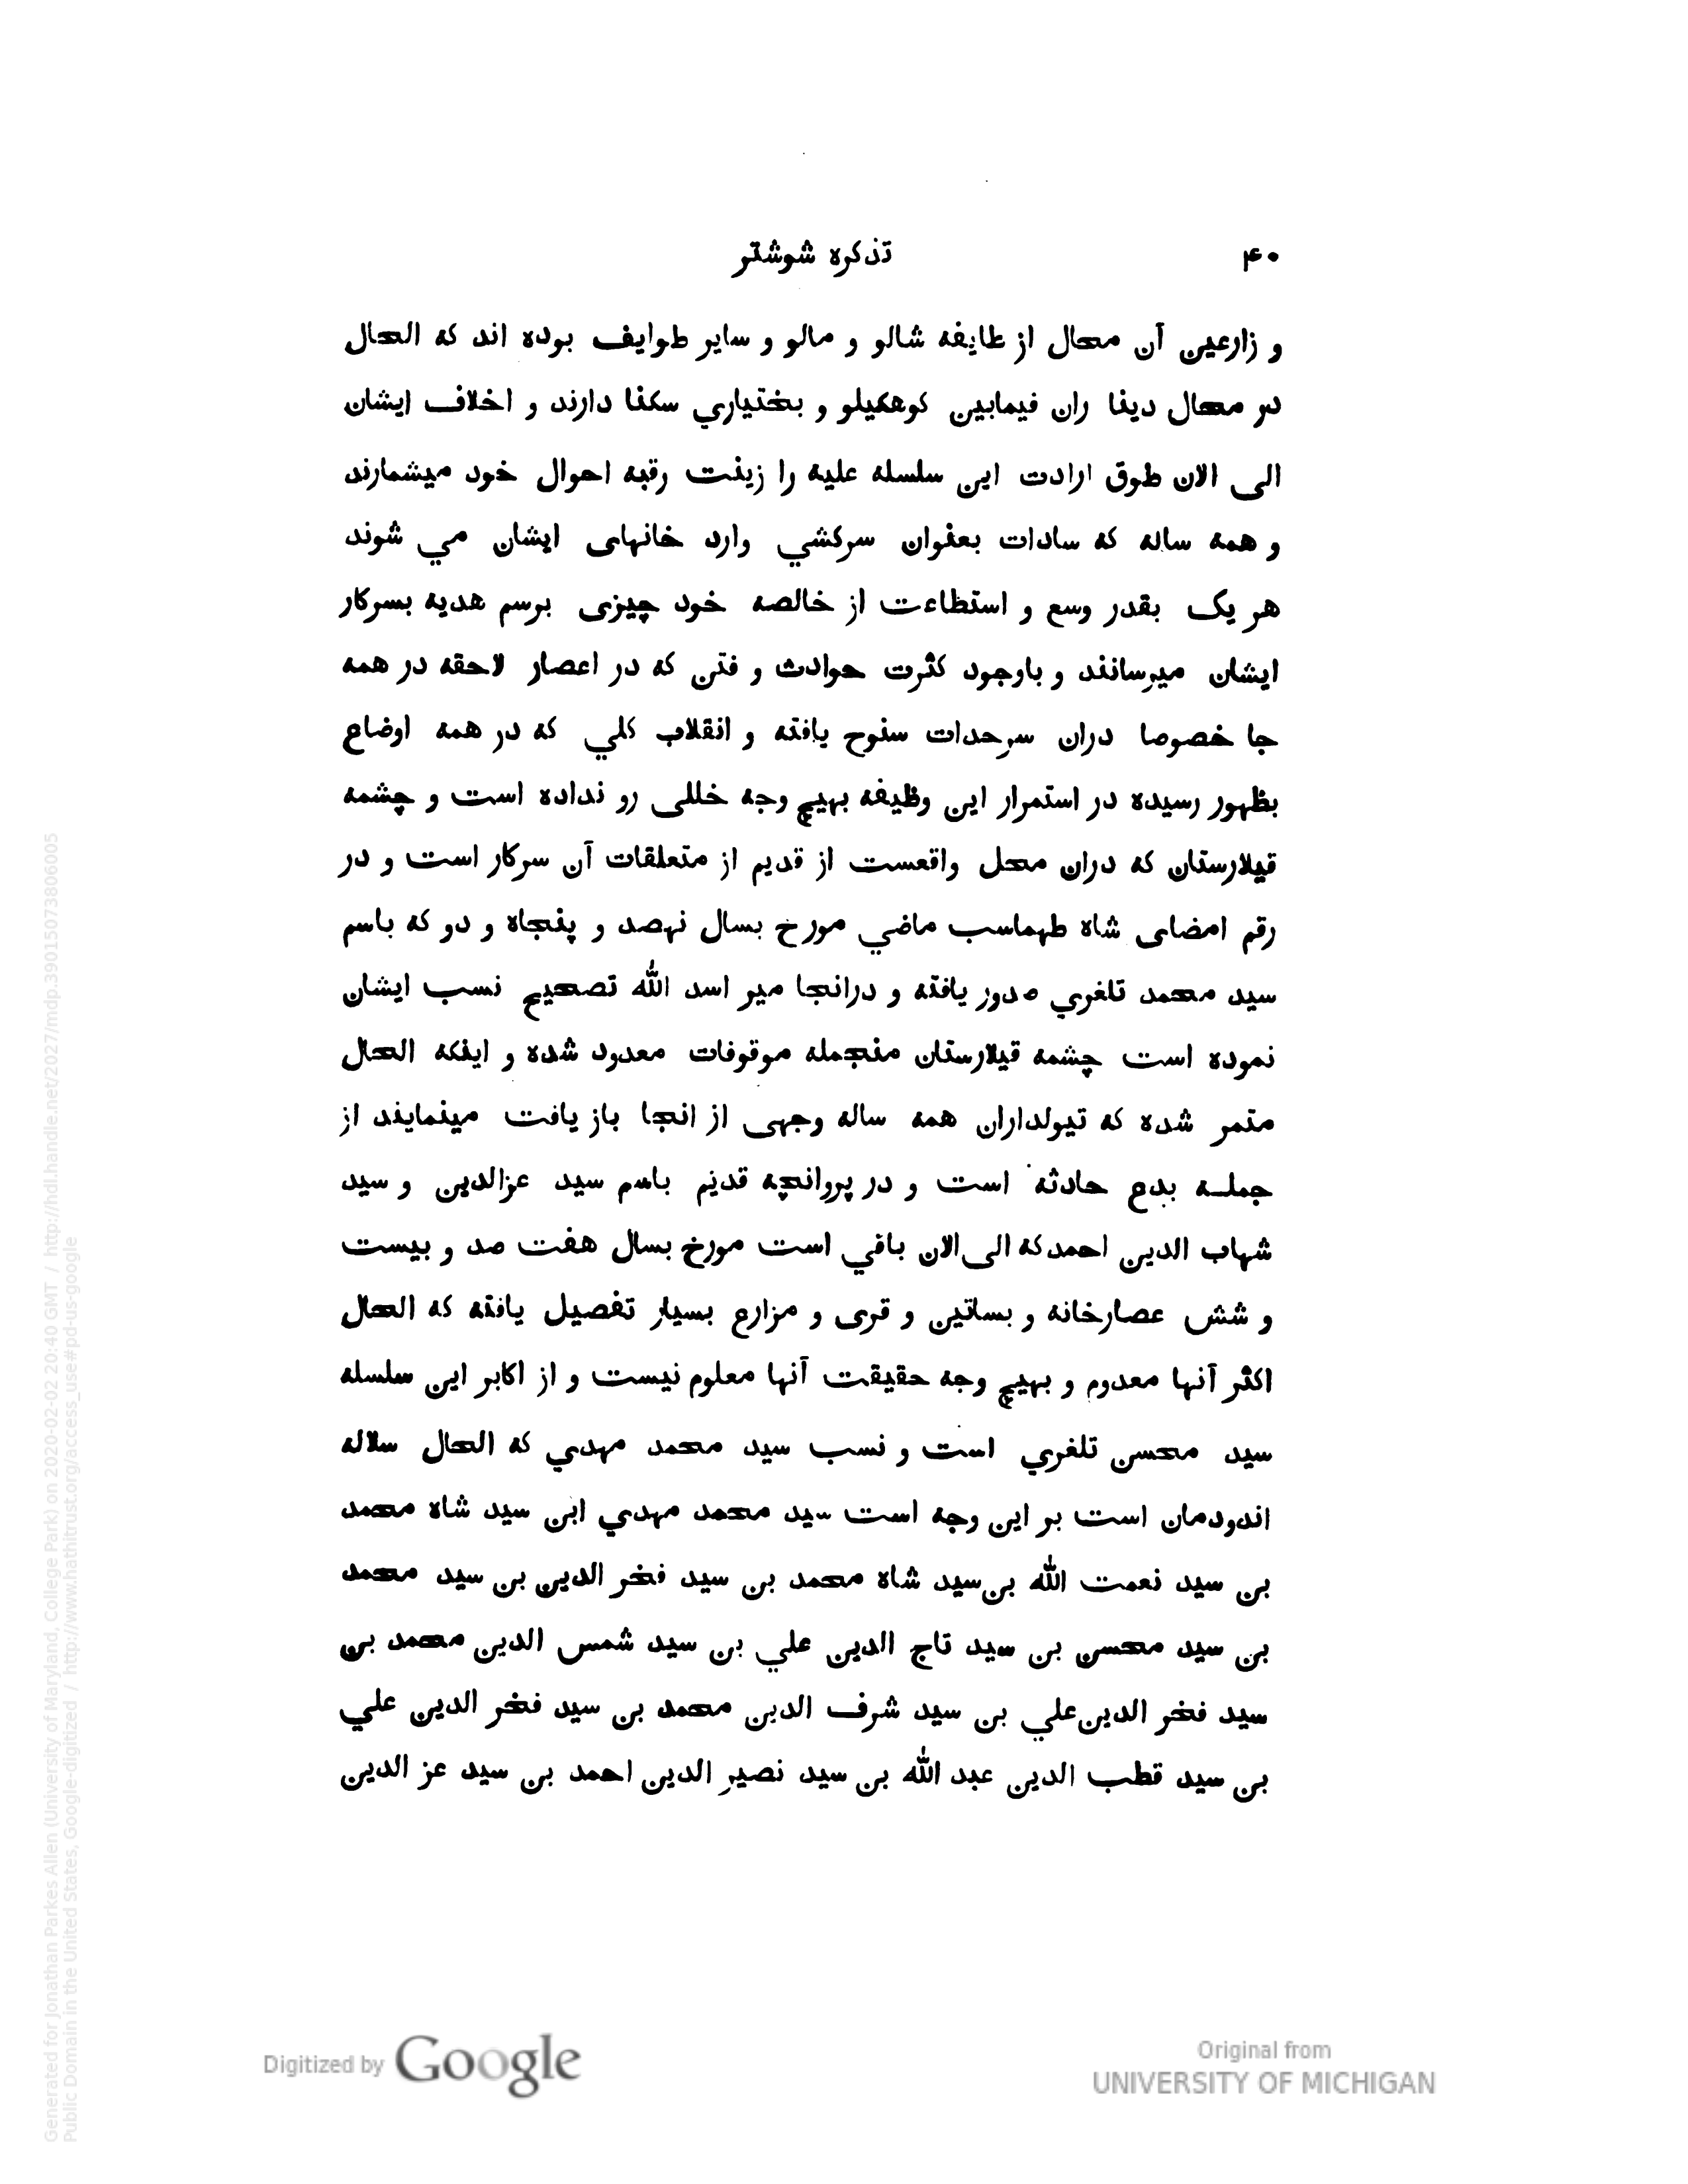 ۴۰ تذکره شوشتر
و زارعین آن محال از طایفه شالو و مالو و سایر طوایف بوده اند که الحال
در محال دینا ران فیمابین کوهکیلو و بختیاري سکنا دارند و اخلاف ایشان
الی الان طوق ارادت این سلسله علیه را زینت رقبه احوال خود میشمارند
و همه ساله که سادات بعنوان سرکشي وارد خانهای ایشان مي شوند
هر یک بقدر وسع و استطاعت از خالصه خود چیزی برسم هدیه بسرکار
ایشان میرسانند و باوجود کثرت حوادث و فتن که در اعصار لاحقه در همه
جا خصوصا دران سرحدات سنوح یافته و انقلاب کلي که در همه اوضاع
بظهور رسیده در استمرار این وظیفه بهیچ وجه خللی رو نداده است و چشمه
قیلارستان که دران محل واقعست از قدیم از متعلقات آن سرکار است و در
رقم امضای شاه طهماسب ماضي مورخ بسال نهصد و پنجاه و دو که باسم
سید محمد تلغري صدور یافته و درانجا میر اسد الله تصحیح نسب ایشان
نموده است چشمه قیلارستان منجمله موقوفات معدود شده و اینکه الحال
متمر شده که تیولداران همه ساله وجهی از انجا باز یافت مینمایند از
جمله بدع حادثه است و در پروانچه قدیم باسم سید عزالدین و سید
شهاب الدین احمد که الی الان باقي است مورخ بسال هفت صد و بیست
و شش عصارخانه و بساتین و قری و مزارع بسیار تفصیل یافته که الحال
اکثر آنها معدوم و بهیچ وجه حقیقت آنها معلوم نیست و از اکابر این سلسله
سید محسن تلغري است و نسب سید محمد مهدي که الحال سلاله
اندودمان است بر این وجه است سید محمد مهدي ابن سید شاه محمد
بن سید نعمت الله بن سید شاه محمد بن سید فخر الدین بن سید محمد
بن سید محسن بن سید تاج الدین علي بن سید شمس الدین محمد بن
سید فخر الدین علي بن سید شرف الدین محمد بن سید فخر الدین علي
بن سید قطب الدین عبد الله بن سید نصیر الدین احمد بن سید عز الدین
Digitized by Google
Original from
UNIVERSITY OF MICHIGAN
Generated for Jonathan Parkes Allen (University of Maryland, College Park) on 2020-02-02 20:40 GMT / http://hdl.handle.net/2027/mdp.39015073806005
Public Domain in the United States, Google-digitized / http://www.hathitrust.org/access_use#pd-us-google